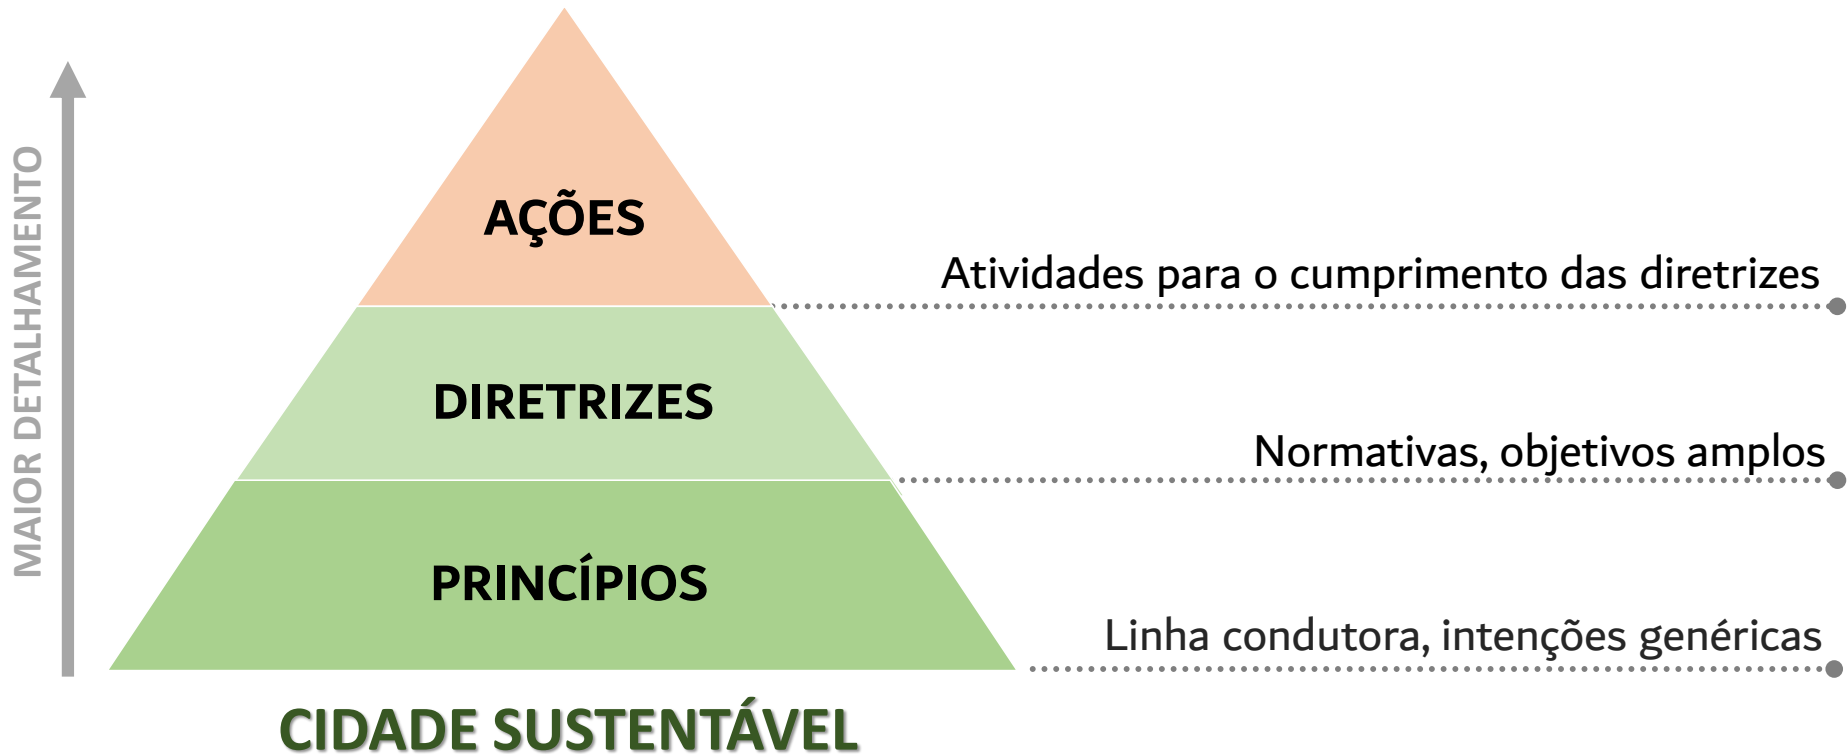 MAIOR DETALHAMENTO
AÇÕES
Atividades para o cumprimento das diretrizes
DIRETRIZES
Normativas, objetivos amplos
PRINCÍPIOS
Linha condutora, intenções genéricas
CIDADE SUSTENTÁVEL